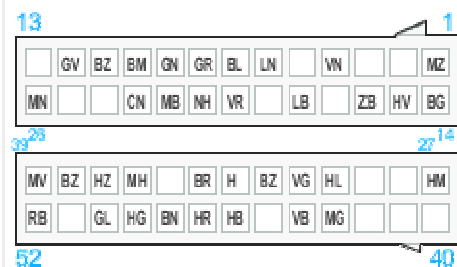 13 1
GV BZ BM GN GR BL LN VN MZ
MN CN MB NH VR LB ZB HV BG
39 26 27 14
MV BZ HZ MH BR H BZ VG HL HM
RB GL HG BN HR HB VB MG
52 40